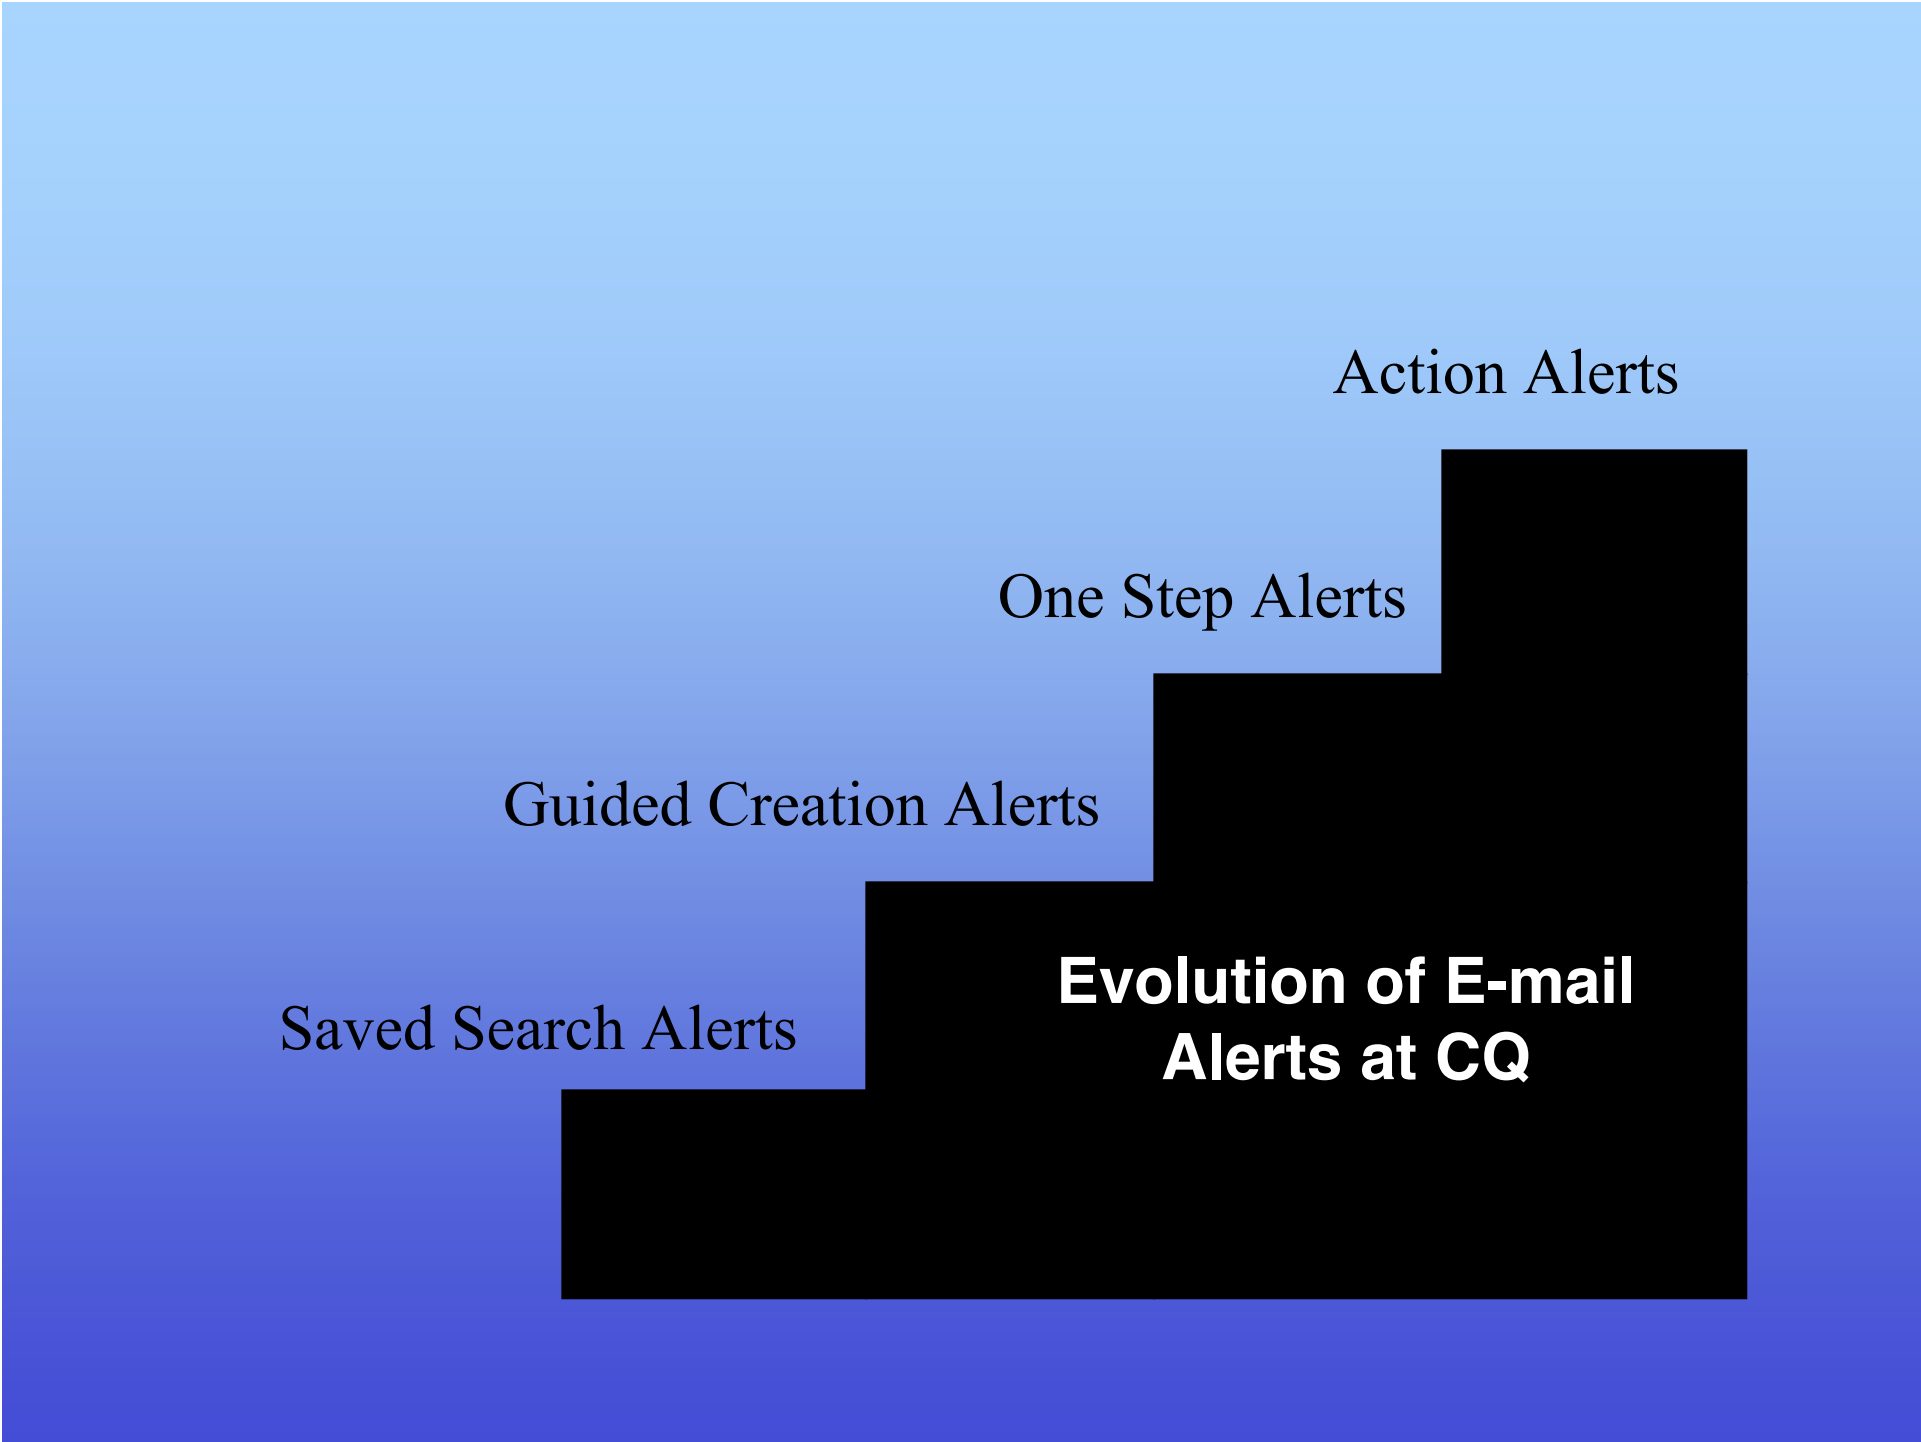 Action Alerts
One Step Alerts
Guided Creation Alerts
Saved Search Alerts
Evolution of E-mail
Alerts at CQ